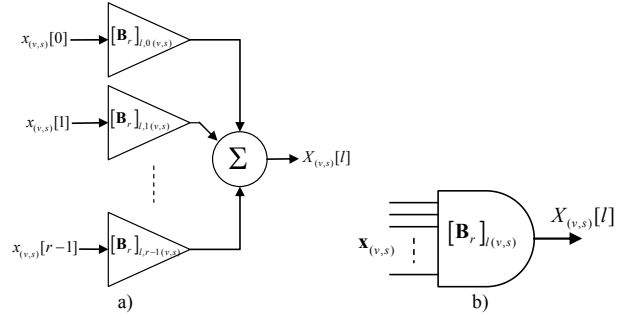 x_{(v,s)}[0]
[B_r]_{l,0(v,s)}
x_{(v,s)}[1]
[B_r]_{l,1(v,s)}
Σ
X_{(v,s)}[l]
x_{(v,s)}[r-1]
[B_r]_{l,r-1(v,s)}
a)
x_{(v,s)}
[B_r]_{l(v,s)}
X_{(v,s)}[l]
b)